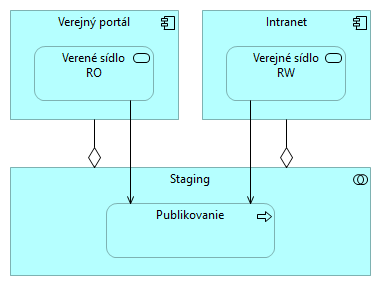 Verejný portál
Verené sídlo
RO
Intranet
Verejné sídlo
RW
Staging
Publikovanie